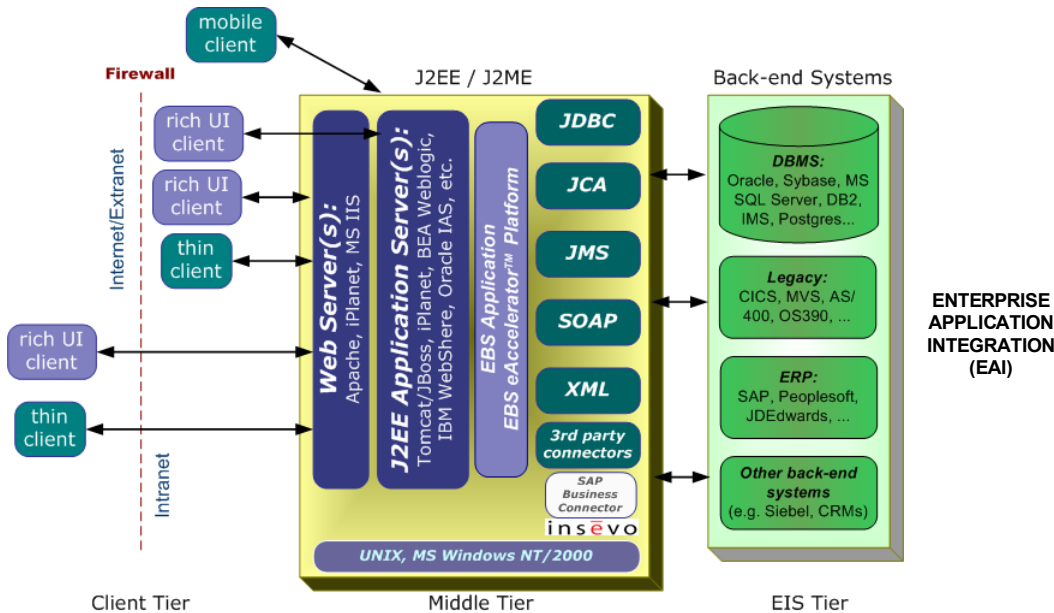 mobile
client
Firewall
J2EE / J2ME
Back-end Systems
rich UI
client
rich UI
client
thin
client
rich UI
client
thin
client
Internet/Extranet
Intranet
Web Server(s):
Apache, iPlanet, MS IIS
J2EE Application Server(s):
Tomcat/JBoss, iPlanet, BEA Weblogic,
IBM WebShere, Oracle IAS, etc.
EBS Application
EBS eAccelerator™ Platform
JDBC
JCA
JMS
SOAP
XML
3rd party
connectors
SAP
Business
Connector
insēvo
UNIX, MS Windows NT/2000
DBMS:
Oracle, Sybase, MS
SQL Server, DB2,
IMS, Postgres...
Legacy:
CICS, MVS, AS/
400, OS390, ...
ERP:
SAP, Peoplesoft,
JDEdwards, ...
Other back-end
systems
(e.g. Siebel, CRMs)
ENTERPRISE
APPLICATION
INTEGRATION
(EAI)
Client Tier
Middle Tier
EIS Tier